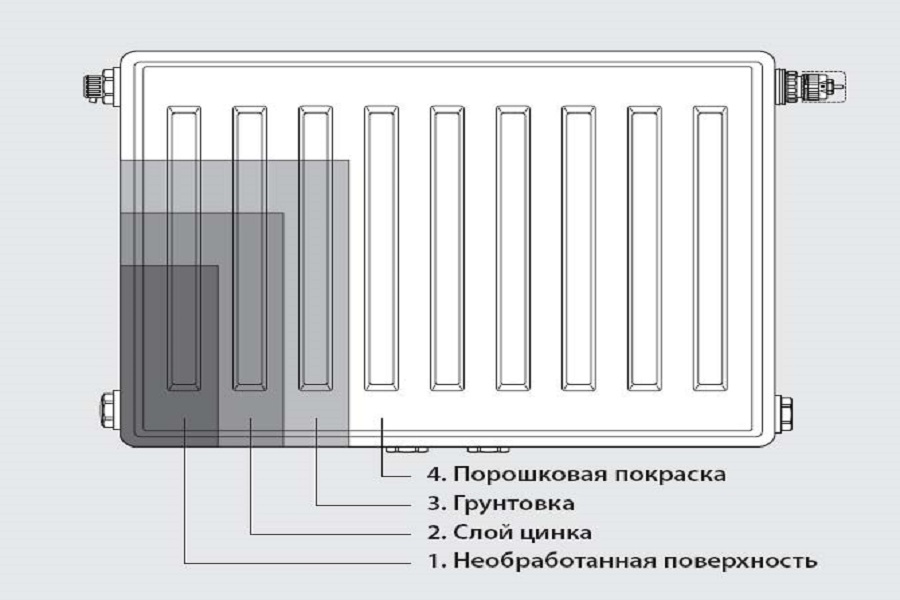 4. Порошковая покраска
3. Грунтовка
2. Слой цинка
1. Необработанная поверхность